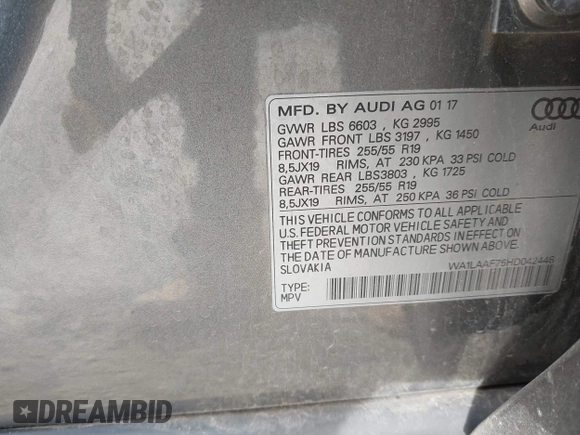 MFD. BY AUDI AG 01 17
GVWR LBS 6603 , KG 2995
GAWR FRONT LBS 3197 , KG 1450
FRONT-TIRES 255/55 R19
8,5JX19 RIMS, AT 230 KPA 33 PSI COLD
GAWR REAR LBS3803 , KG 1725
REAR-TIRES 255/55 R19
8,5JX19 RIMS, AT 250 KPA 36 PSI COLD
Audi
THIS VEHICLE CONFORMS TO ALL APPLICABLE
U.S. FEDERAL MOTOR VEHICLE SAFETY AND
THEFT PREVENTION STANDARDS IN EFFECT ON
THE DATE OF MANUFACTURE SHOWN ABOVE.
SLOVAKIA
TYPE:
MPV
DREAMBID